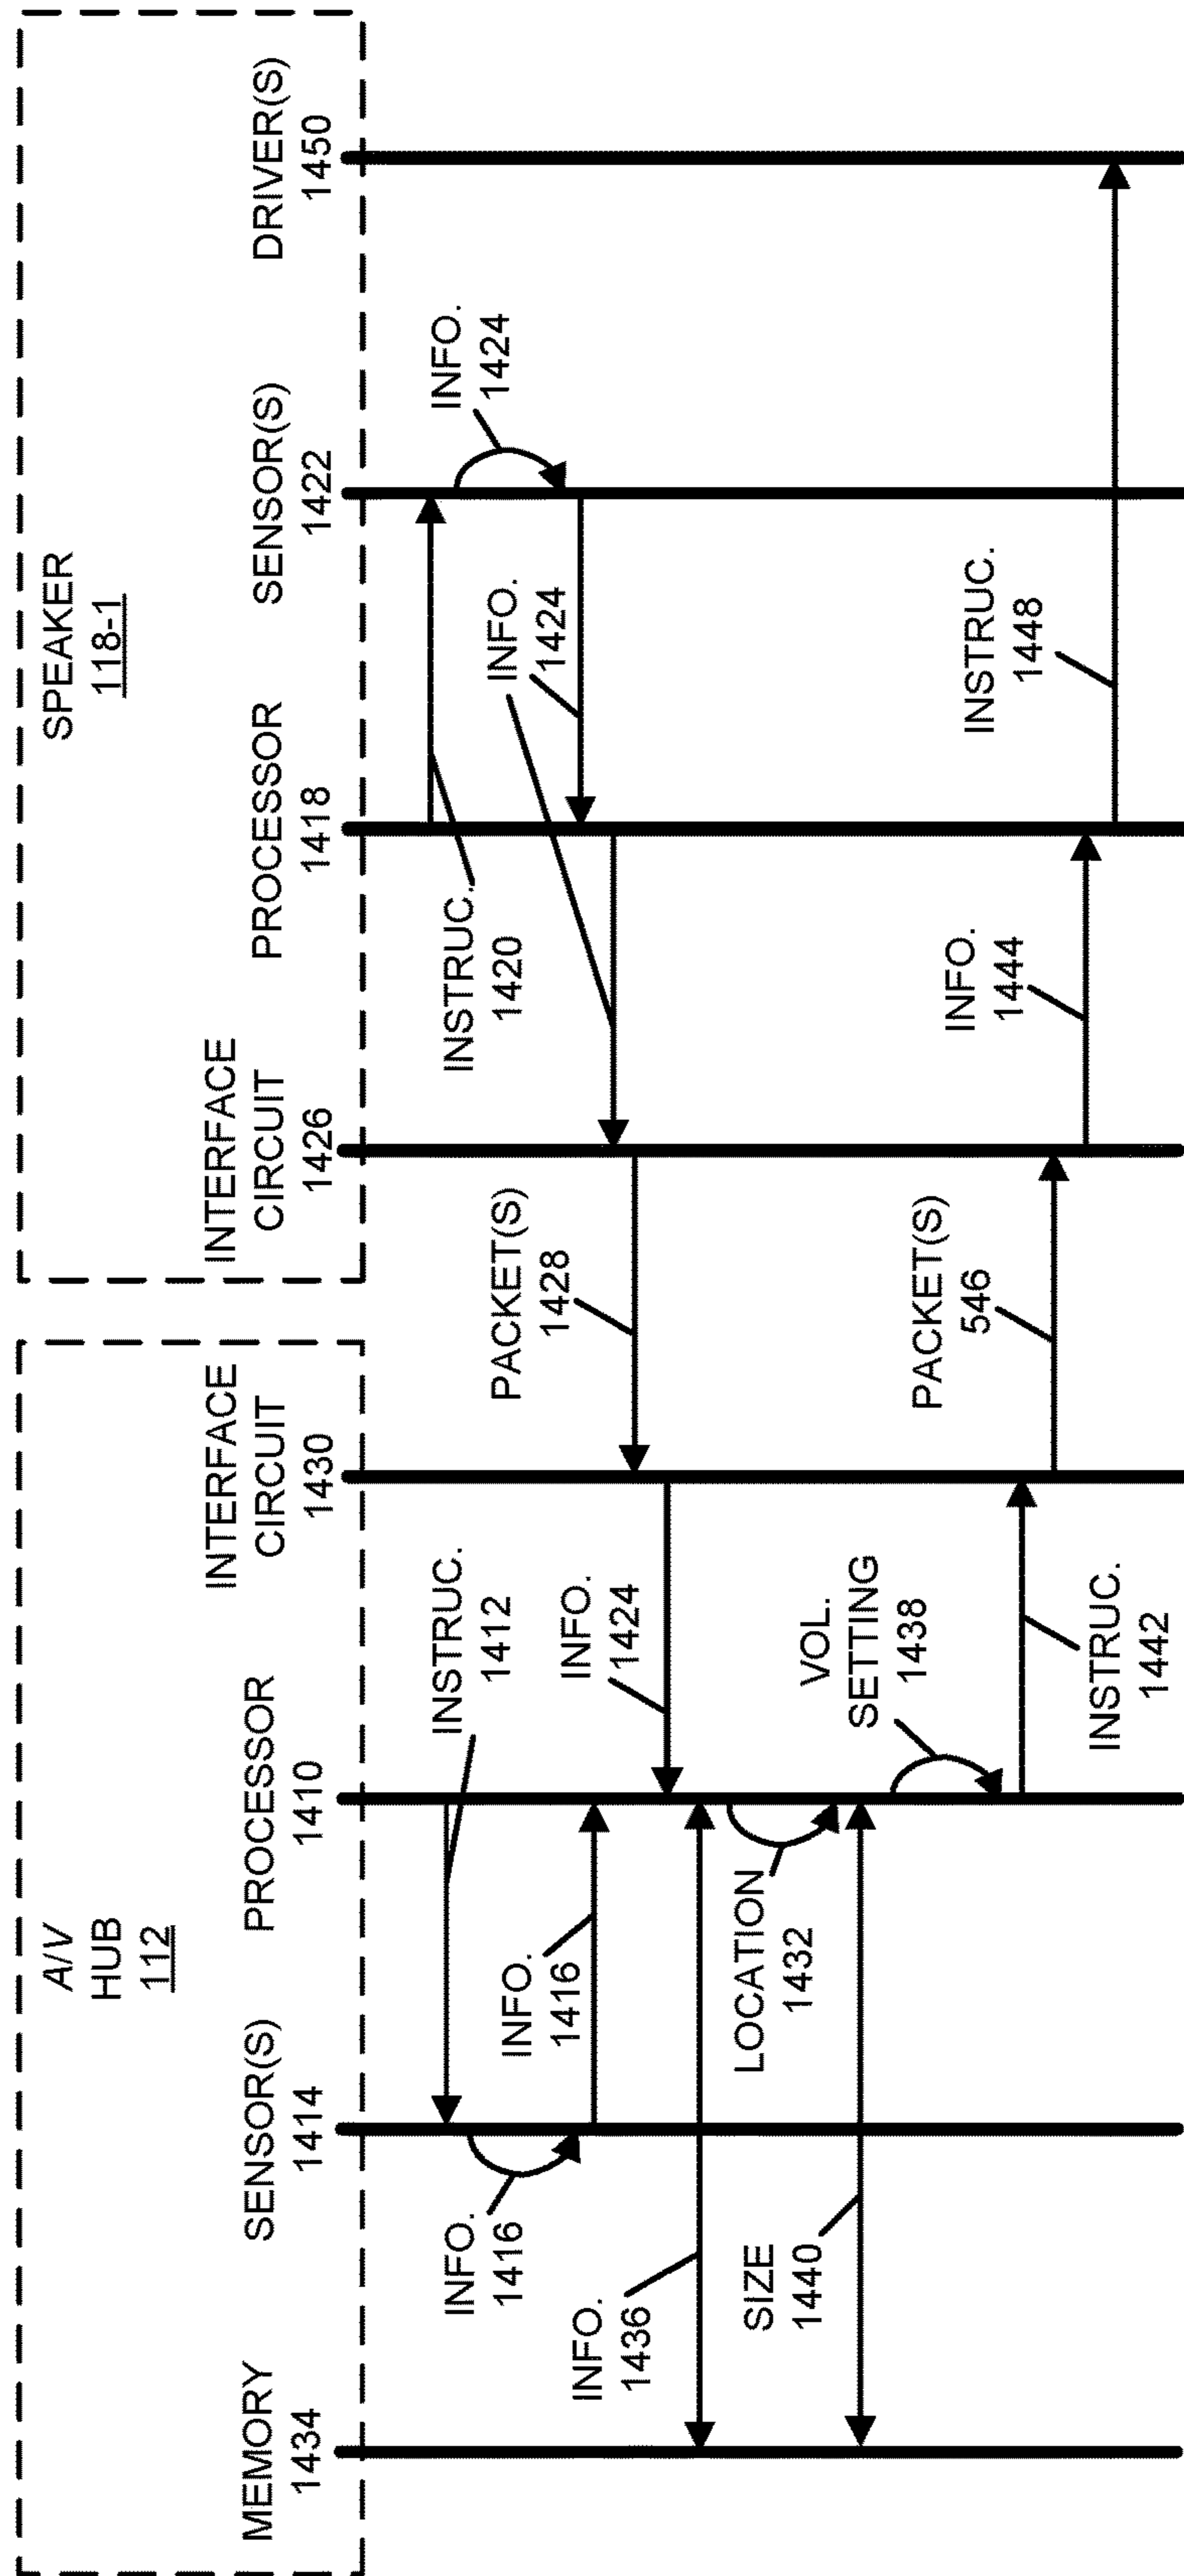 A/V
HUB
112
SPEAKER
118-1
MEMORY
1434
SENSOR(S)
1414
PROCESSOR
1410
INTERFACE
CIRCUIT
1430
INTERFACE
CIRCUIT
1426
PROCESSOR
1418
SENSOR(S)
1422
DRIVER(S)
1450
INFO.
1416
INSTRUC.
1412
INSTRUC.
1420
INFO.
1424
INFO.
1416
INFO.
1424
PACKET(S)
1428
INFO.
1424
INFO.
1436
LOCATION
1432
SIZE
1440
VOL.
SETTING
1438
INSTRUC.
1442
PACKET(S)
546
INFO.
1444
INSTRUC.
1448